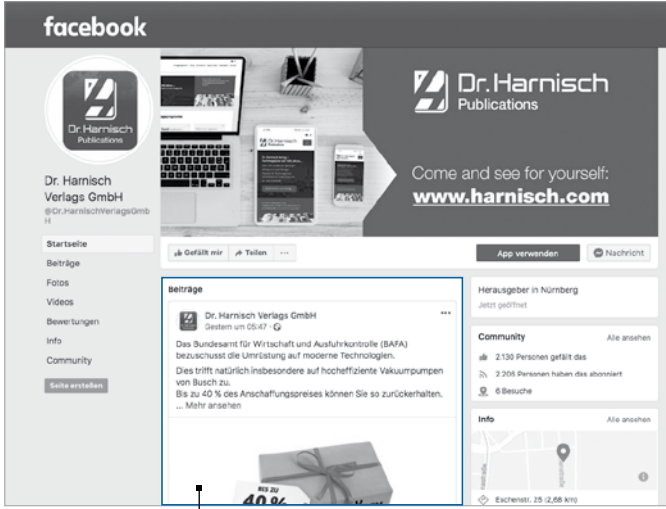 facebook
Dr. Harnisch
Publications
Dr. Harnisch
Verlags GmbH
@Dr.HarnischVerlagsGmb
H
Startseite
Beiträge
Fotos
Videos
Bewertungen
Info
Community
Seite erstellen
Dr. Harnisch
Publications
Come and see for yourself:
www.harnisch.com
Gefällt mir Teilen ...
App verwenden Nachricht
Beiträge
Dr. Harnisch Verlags GmbH ...
Gestern um 05:47 ·
Das Bundesamt für Wirtschaft und Ausfuhrkontrolle (BAFA)
bezuschusst die Umrüstung auf moderne Technologien.
Dies trifft natürlich insbesondere auf hocheffiziente Vakuumpumpen
von Busch zu.
Bis zu 40 % des Anschaffungspreises können Sie so zurückerhalten.
... Mehr ansehen
BIS ZU
40 %
Herausgeber in Nürnberg
Jetzt geöffnet
Community Alle ansehen
2.130 Personen gefällt das
2.206 Personen haben das abonniert
6 Besuche
Info Alle ansehen
Eschenstr. 25 (2,68 km)